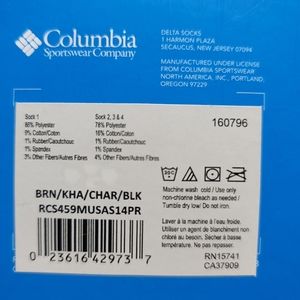 Columbia
Sportswear Company
DELTA SOCKS
1 HARMON PLAZA
SECAUCUS, NEW JERSEY 07094
MANUFACTURED UNDER LICENSE
FROM COLUMBIA SPORTSWEAR
NORTH AMERICA, INC., PORTLAND,
OREGON 97229
Sock 1
86% Polyester
9% Cotton/Coton
1% Rubber/Caoutchouc
1% Spandex
3% Other Fibers/Autres Fibres
Sock 2, 3 & 4
78% Polyester
16% Cotton/Coton
1% Rubber/Caoutchouc
1% Spandex
4% Other Fibers/Autres Fibres
160796
BRN/KHA/CHAR/BLK
RCS459MUSAS14PR
0 23616 42973 7
Machine wash cold / Use only
non-chlorine bleach as needed /
Tumble dry low/ Do not iron
Laver à la machine à l'eau froide.
Utiliser un agent de blanchiment
sans chlore au besoin. Sécher à
basse température.
Ne pas repasser.
RN15741
CA37909